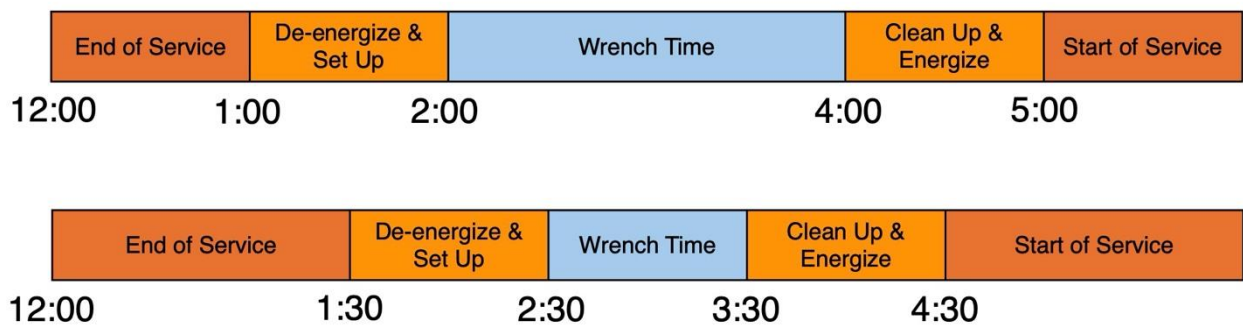 End of Service
De-energize &
Set Up
Wrench Time
Clean Up &
Energize
Start of Service
12:00
1:00
2:00
4:00
5:00
End of Service
De-energize &
Set Up
Wrench Time
Clean Up &
Energize
Start of Service
12:00
1:30
2:30
3:30
4:30